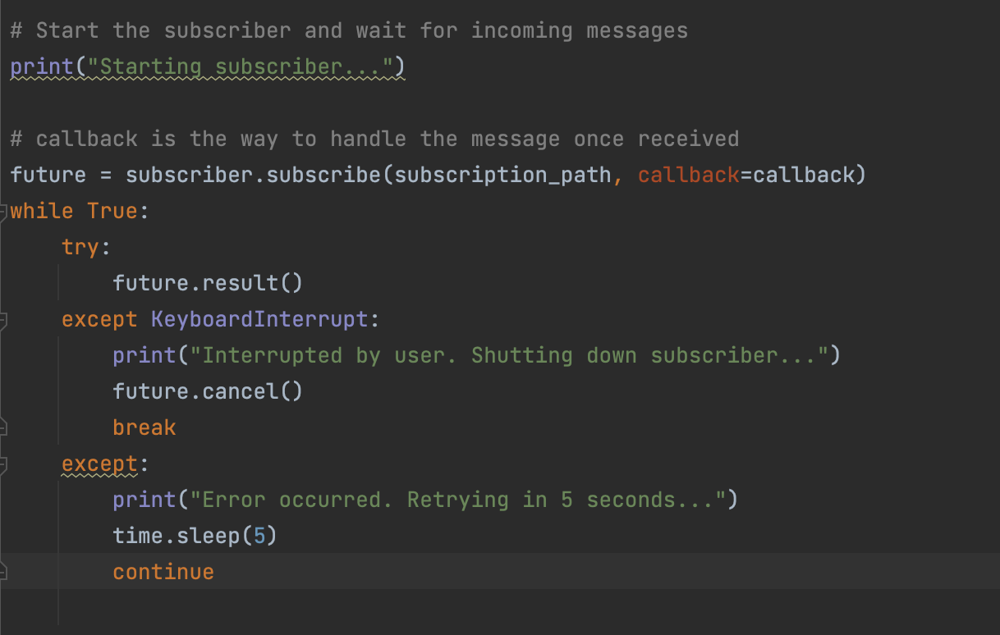 # Start the subscriber and wait for incoming messages
print("Starting subscriber...")
# callback is the way to handle the message once received
future = subscriber.subscribe(subscription_path, callback=callback)
while True:
    try:
        future.result()
    except KeyboardInterrupt:
        print("Interrupted by user. Shutting down subscriber...")
        future.cancel()
        break
    except:
        print("Error occurred. Retrying in 5 seconds...")
        time.sleep(5)
        continue